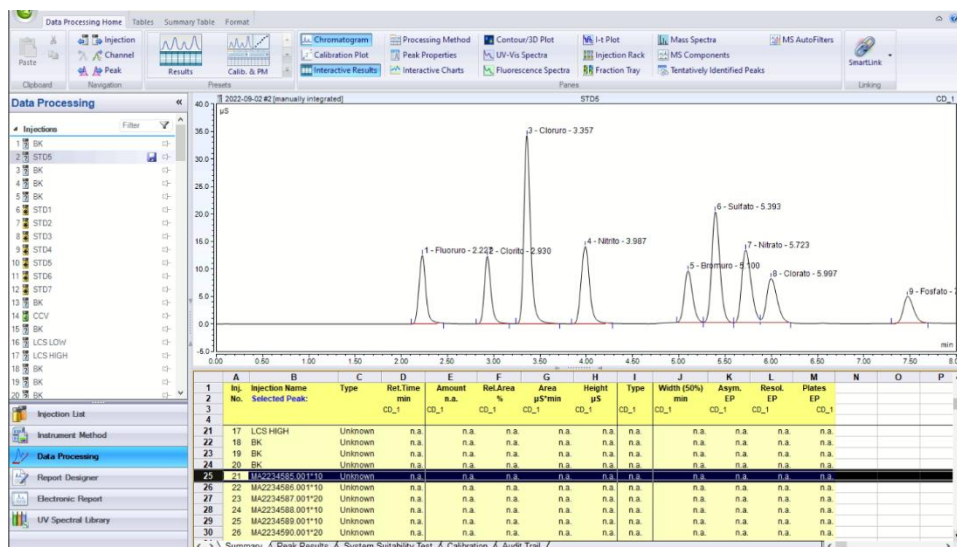 Data Processing Home Tables Summary Table Format
Paste
Injection
Channel
Peak
Results
Calib. & PM
Chromatogram
Calibration Plot
Interactive Results
Processing Method
Peak Properties
Interactive Charts
Contour/3D Plot
UV-Vis Spectra
Fluorescence Spectra
I-t Plot
Injection Rack
Fraction Tray
Mass Spectra
MS Components
Tentatively Identified Peaks
MS AutoFilters
SmartLink
Clipboard Navigation Presets Panes Linking
Data Processing «
Injections Filter
1 BK
2 STD5
3 BK
4 BK
5 BK
6 STD1
7 STD2
8 STD3
9 STD4
10 STD5
11 STD6
12 STD7
13 BK
14 CCV
15 BK
16 LCS LOW
17 LCS HIGH
18 BK
19 BK
20 BK
Injection List
Instrument Method
Data Processing
Report Designer
Electronic Report
UV Spectral Library
2022-09-02 #2 [manually integrated] STD5 CD_1
µS
40.0
35.0
30.0
25.0
20.0
15.0
10.0
5.0
0.0
-5.0
1 - Fluoruro - 2.227
2 - Clorito - 2.930
3 - Cloruro - 3.357
4 - Nitrito - 3.987
5 - Bromuro - 5.100
6 - Sulfato - 5.393
7 - Nitrato - 5.723
8 - Clorato - 5.997
9 - Fosfato - 7
min
0.00 0.50 1.00 1.50 2.00 2.50 3.00 3.50 4.00 4.50 5.00 5.50 6.00 6.50 7.00 7.50 8.0
A B C D E F G H I J K L M N O P
1 Inj. Injection Name Type Ret.Time Amount Rel.Area Area Height Type Width (50%) Asym. Resol. Plates
2 No. Selected Peak: min n.a. % µS*min µS min EP EP EP
3 CD_1 CD_1 CD_1 CD_1 CD_1 CD_1 CD_1 CD_1 CD_1 CD_1
4
21 17 LCS HIGH Unknown n.a. n.a. n.a. n.a. n.a. n.a. n.a. n.a. n.a. n.a.
22 18 BK Unknown n.a. n.a. n.a. n.a. n.a. n.a. n.a. n.a. n.a. n.a.
23 19 BK Unknown n.a. n.a. n.a. n.a. n.a. n.a. n.a. n.a. n.a. n.a.
24 20 BK Unknown n.a. n.a. n.a. n.a. n.a. n.a. n.a. n.a. n.a. n.a.
25 21 MA2234585.001*10 Unknown n.a. n.a. n.a. n.a. n.a. n.a. n.a. n.a. n.a. n.a.
26 22 MA2234586.001*10 Unknown n.a. n.a. n.a. n.a. n.a. n.a. n.a. n.a. n.a. n.a.
27 23 MA2234587.001*20 Unknown n.a. n.a. n.a. n.a. n.a. n.a. n.a. n.a. n.a. n.a.
28 24 MA2234588.001*10 Unknown n.a. n.a. n.a. n.a. n.a. n.a. n.a. n.a. n.a. n.a.
29 25 MA2234589.001*10 Unknown n.a. n.a. n.a. n.a. n.a. n.a. n.a. n.a. n.a. n.a.
30 26 MA2234590.001*20 Unknown n.a. n.a. n.a. n.a. n.a. n.a. n.a. n.a. n.a. n.a.
Summary Peak Results System Suitability Test Calibration Audit Trail